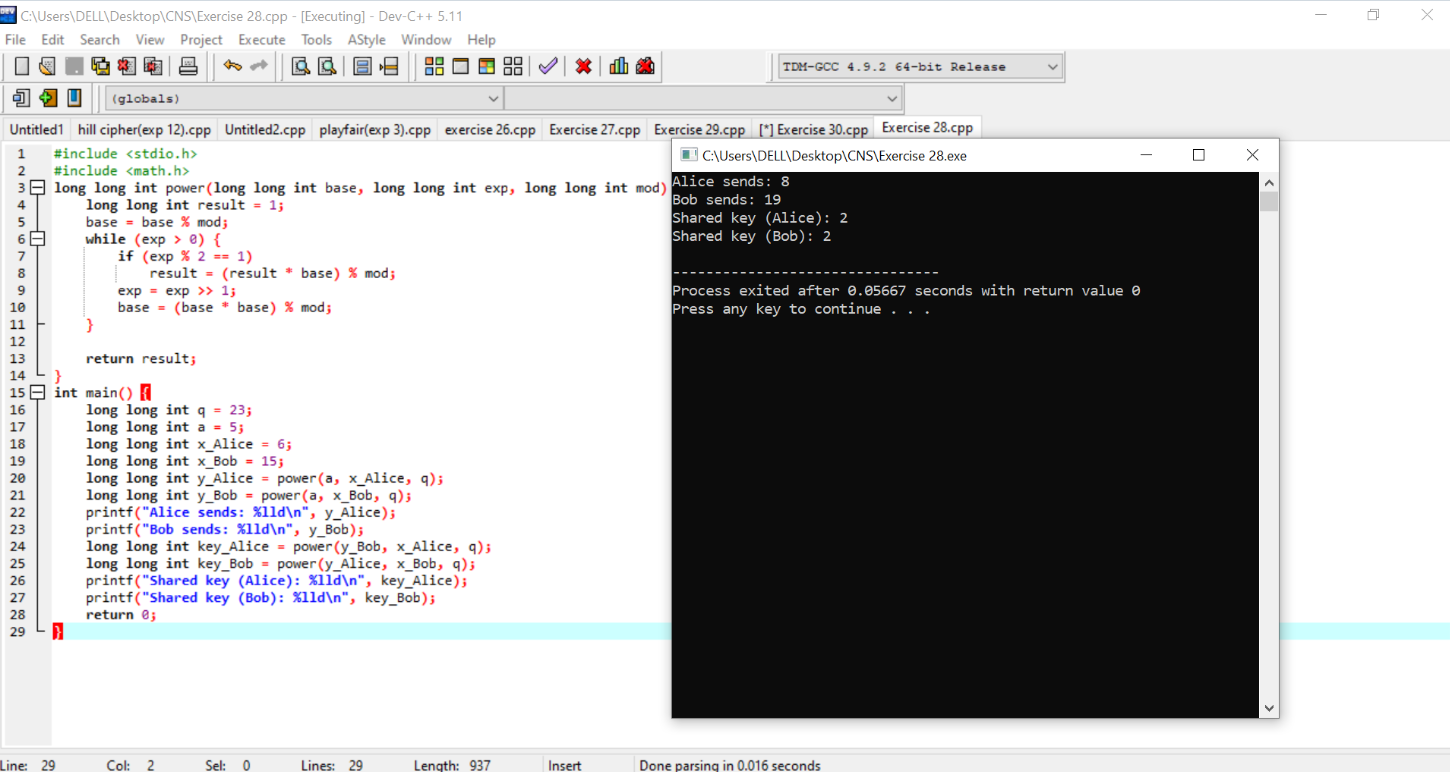 C:\Users\DELL\Desktop\CNS\Exercise 28.cpp - [Executing] - Dev-C++ 5.11
File Edit Search View Project Execute Tools AStyle Window Help
TDM-GCC 4.9.2 64-bit Release
(globals)
Untitled1 hill cipher(exp 12).cpp Untitled2.cpp playfair(exp 3).cpp exercise 26.cpp Exercise 27.cpp Exercise 29.cpp [*] Exercise 30.cpp Exercise 28.cpp
1 #include <stdio.h>
2 #include <math.h>
3 long long int power(long long int base, long long int exp, long long int mod)
4 long long int result = 1;
5 base = base % mod;
6 while (exp > 0) {
7 if (exp % 2 == 1)
8 result = (result * base) % mod;
9 exp = exp >> 1;
10 base = (base * base) % mod;
11 }
12
13 return result;
14 }
15 int main() {
16 long long int q = 23;
17 long long int a = 5;
18 long long int x_Alice = 6;
19 long long int x_Bob = 15;
20 long long int y_Alice = power(a, x_Alice, q);
21 long long int y_Bob = power(a, x_Bob, q);
22 printf("Alice sends: %lld\n", y_Alice);
23 printf("Bob sends: %lld\n", y_Bob);
24 long long int key_Alice = power(y_Bob, x_Alice, q);
25 long long int key_Bob = power(y_Alice, x_Bob, q);
26 printf("Shared key (Alice): %lld\n", key_Alice);
27 printf("Shared key (Bob): %lld\n", key_Bob);
28 return 0;
29 }
C:\Users\DELL\Desktop\CNS\Exercise 28.exe
Alice sends: 8
Bob sends: 19
Shared key (Alice): 2
Shared key (Bob): 2
--------------------------------
Process exited after 0.05667 seconds with return value 0
Press any key to continue . . .
Line: 29 Col: 2 Sel: 0 Lines: 29 Length: 937 Insert Done parsing in 0.016 seconds